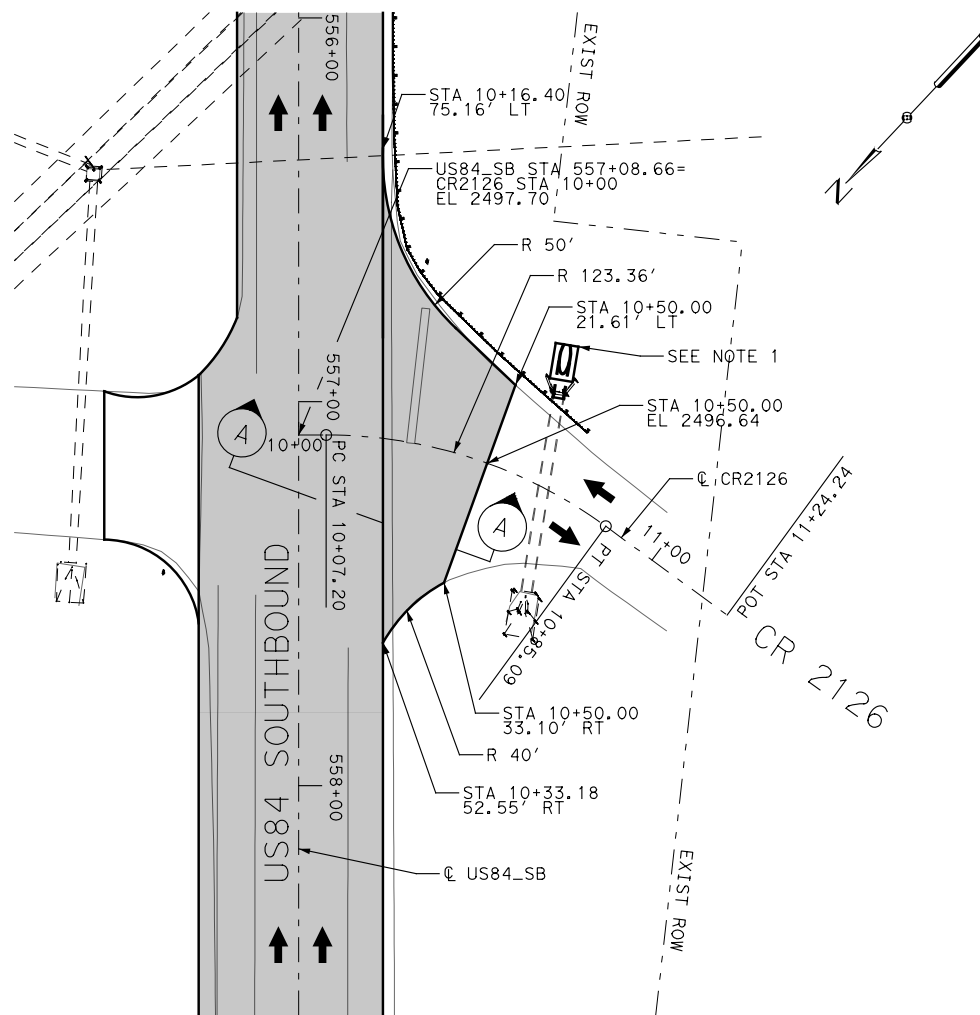 556+00
EXIST ROW
STA 10+16.40
75.16' LT
US84_SB STA 557+08.66=
CR2126 STA 10+00
EL 2497.70
N
R 50'
R 123.36'
STA 10+50.00
21.61' LT
SEE NOTE 1
557+00
STA 10+50.00
EL 2496.64
A
10+00
PC STA 10+07.20
℄ CR2126
A
11+00
POT STA 11+24.24
PT STA 10+85.09
CR 2126
US84 SOUTHBOUND
STA 10+50.00
33.10' RT
R 40'
558+00
STA 10+33.18
52.55' RT
℄ US84_SB
EXIST ROW